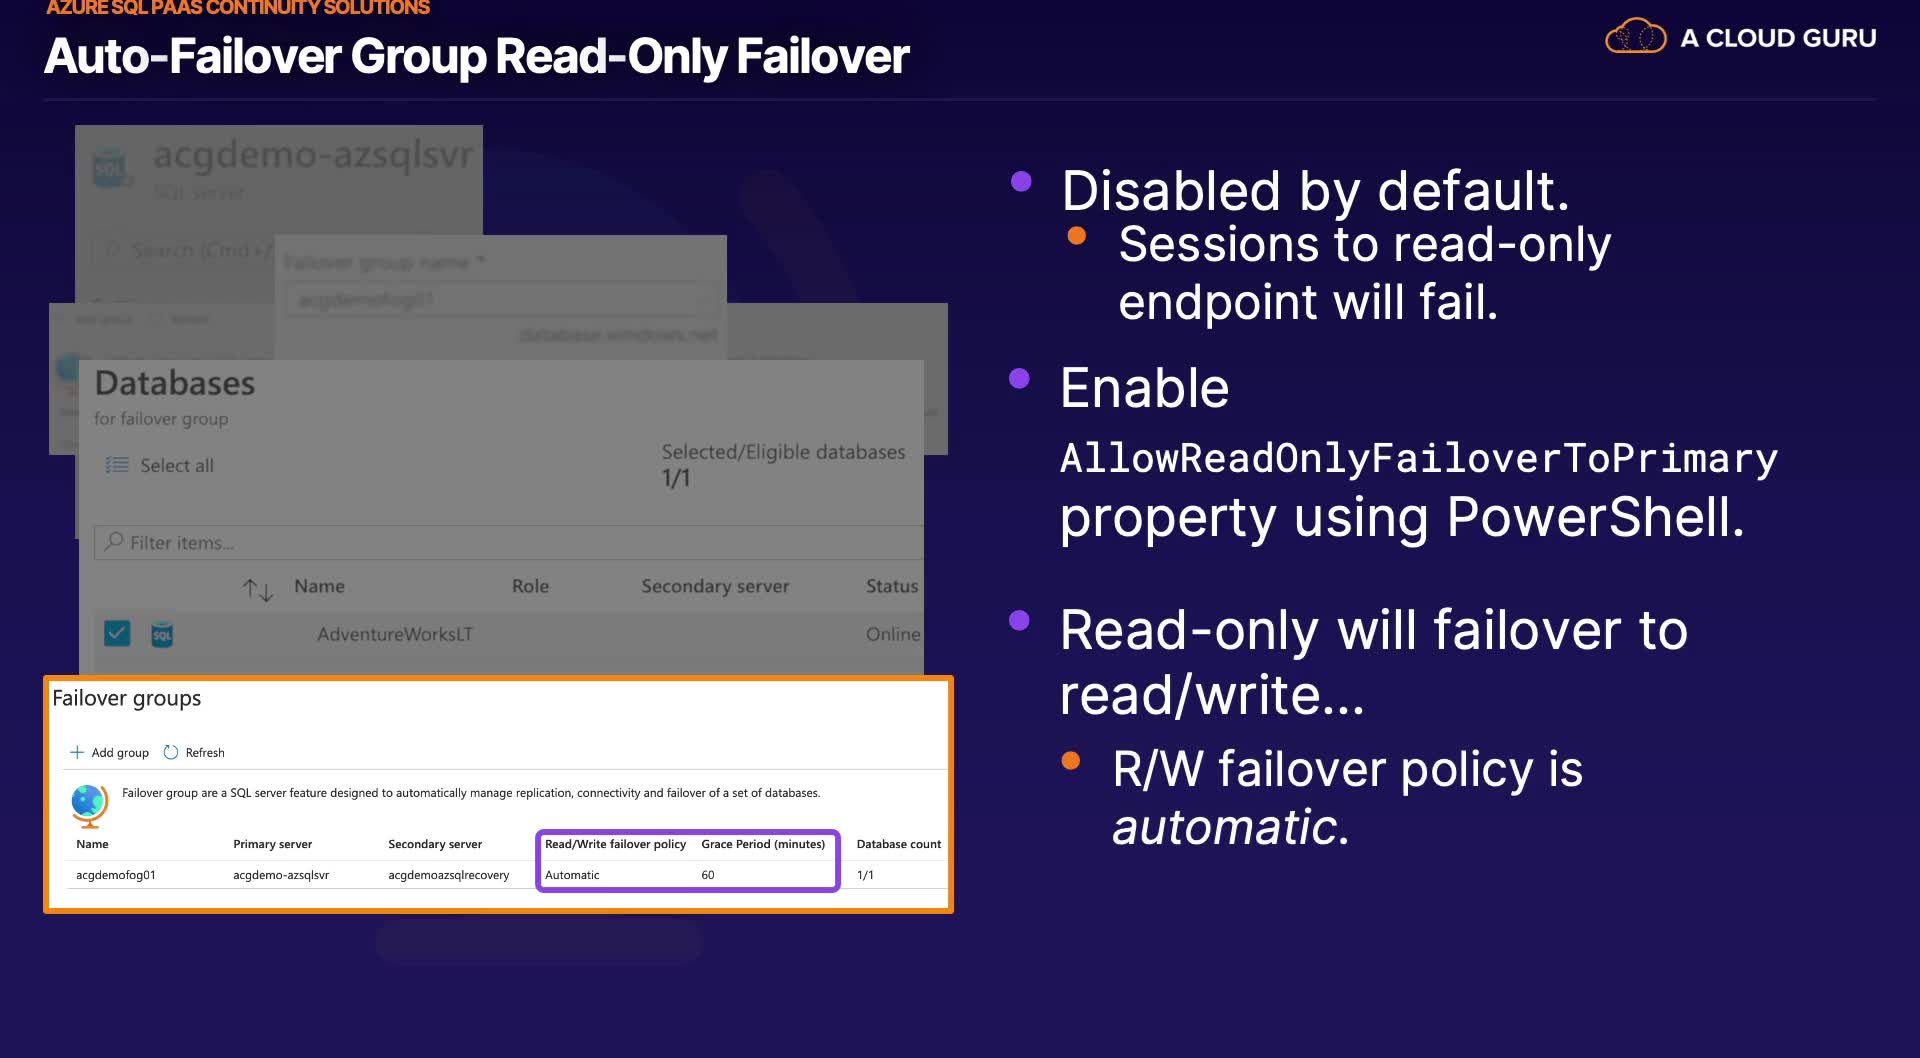 AZURE SQL PAAS CONTINUITY SOLUTIONS
Auto-Failover Group Read-Only Failover
A CLOUD GURU
acgdemo-azsqlsvr
SQL server
Search (Cmd+/
Failover group name *
acgdemofog01
.database.windows.net
Databases
for failover group
Select all
Selected/Eligible databases
1/1
Filter items...
Name Role Secondary server Status
AdventureWorksLT Online
Failover groups
Add group Refresh
Failover group are a SQL server feature designed to automatically manage replication, connectivity and failover of a set of databases.
Name Primary server Secondary server Read/Write failover policy Grace Period (minutes) Database count
acgdemofog01 acgdemo-azsqlsvr acgdemoazsqlrecovery Automatic 60 1/1
Disabled by default.
Sessions to read-only
endpoint will fail.
Enable
AllowReadOnlyFailoverToPrimary
property using PowerShell.
Read-only will failover to
read/write...
R/W failover policy is
automatic.